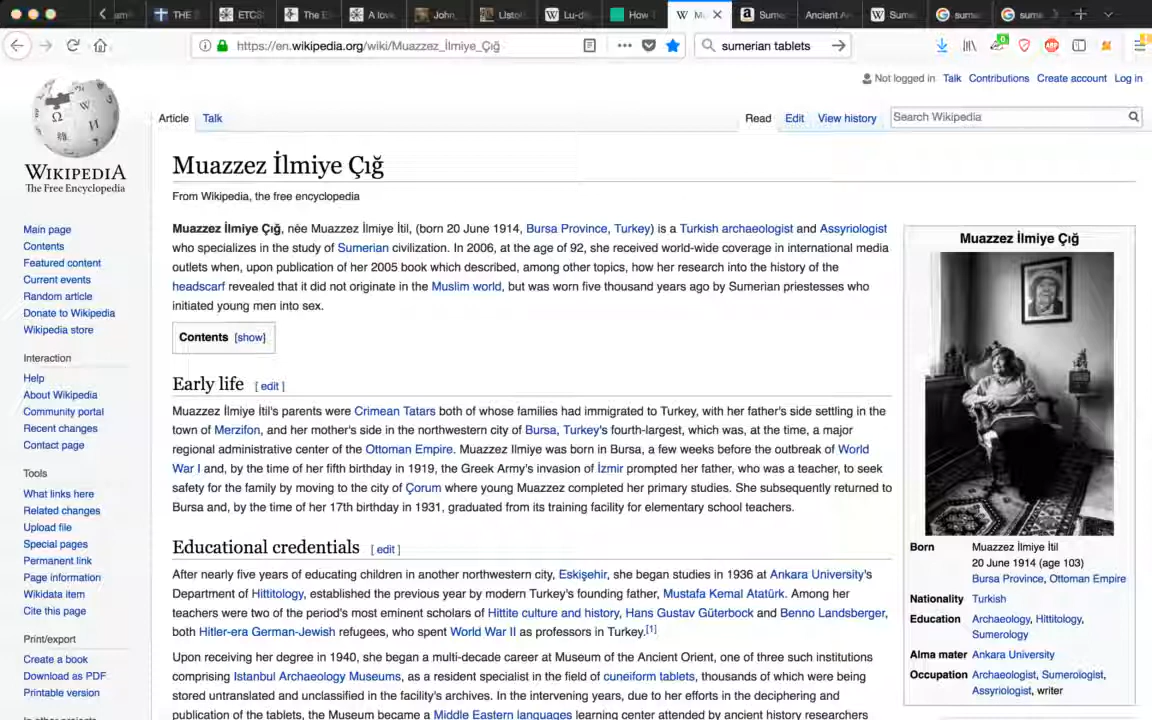 THE
ETCS
The E
A lov
John
Listo
W Lu-d
How
W Mu
a Sume
Ancient A
W Sum
G sume
G sume
https://en.wikipedia.org/wiki/Muazzez_İlmiye_Çığ
sumerian tablets
0
ABP
Not logged in Talk Contributions Create account Log in
Article Talk
Read Edit View history
Search Wikipedia
WIKIPEDIA
The Free Encyclopedia
Main page
Contents
Featured content
Current events
Random article
Donate to Wikipedia
Wikipedia store
Interaction
Help
About Wikipedia
Community portal
Recent changes
Contact page
Tools
What links here
Related changes
Upload file
Special pages
Permanent link
Page information
Wikidata item
Cite this page
Print/export
Create a book
Download as PDF
Printable version
Muazzez İlmiye Çığ
From Wikipedia, the free encyclopedia
Muazzez İlmiye Çığ, née Muazzez İlmiye İtil, (born 20 June 1914, Bursa Province, Turkey) is a Turkish archaeologist and Assyriologist
who specializes in the study of Sumerian civilization. In 2006, at the age of 92, she received world-wide coverage in international media
outlets when, upon publication of her 2005 book which described, among other topics, how her research into the history of the
headscarf revealed that it did not originate in the Muslim world, but was worn five thousand years ago by Sumerian priestesses who
initiated young men into sex.
Contents [show]
Early life [ edit ]
Muazzez İlmiye İtil's parents were Crimean Tatars both of whose families had immigrated to Turkey, with her father's side settling in the
town of Merzifon, and her mother's side in the northwestern city of Bursa, Turkey's fourth-largest, which was, at the time, a major
regional administrative center of the Ottoman Empire. Muazzez Ilmiye was born in Bursa, a few weeks before the outbreak of World
War I and, by the time of her fifth birthday in 1919, the Greek Army's invasion of İzmir prompted her father, who was a teacher, to seek
safety for the family by moving to the city of Çorum where young Muazzez completed her primary studies. She subsequently returned to
Bursa and, by the time of her 17th birthday in 1931, graduated from its training facility for elementary school teachers.
Educational credentials [ edit ]
After nearly five years of educating children in another northwestern city, Eskişehir, she began studies in 1936 at Ankara University's
Department of Hittitology, established the previous year by modern Turkey's founding father, Mustafa Kemal Atatürk. Among her
teachers were two of the period's most eminent scholars of Hittite culture and history, Hans Gustav Güterbock and Benno Landsberger,
both Hitler-era German-Jewish refugees, who spent World War II as professors in Turkey.[1]
Upon receiving her degree in 1940, she began a multi-decade career at Museum of the Ancient Orient, one of three such institutions
comprising Istanbul Archaeology Museums, as a resident specialist in the field of cuneiform tablets, thousands of which were being
stored untranslated and unclassified in the facility's archives. In the intervening years, due to her efforts in the deciphering and
publication of the tablets, the Museum became a Middle Eastern languages learning center attended by ancient history researchers
Muazzez İlmiye Çığ
Born Muazzez İlmiye İtil
20 June 1914 (age 103)
Bursa Province, Ottoman Empire
Nationality Turkish
Education Archaeology, Hittitology,
Sumerology
Alma mater Ankara University
Occupation Archaeologist, Sumerologist,
Assyriologist, writer